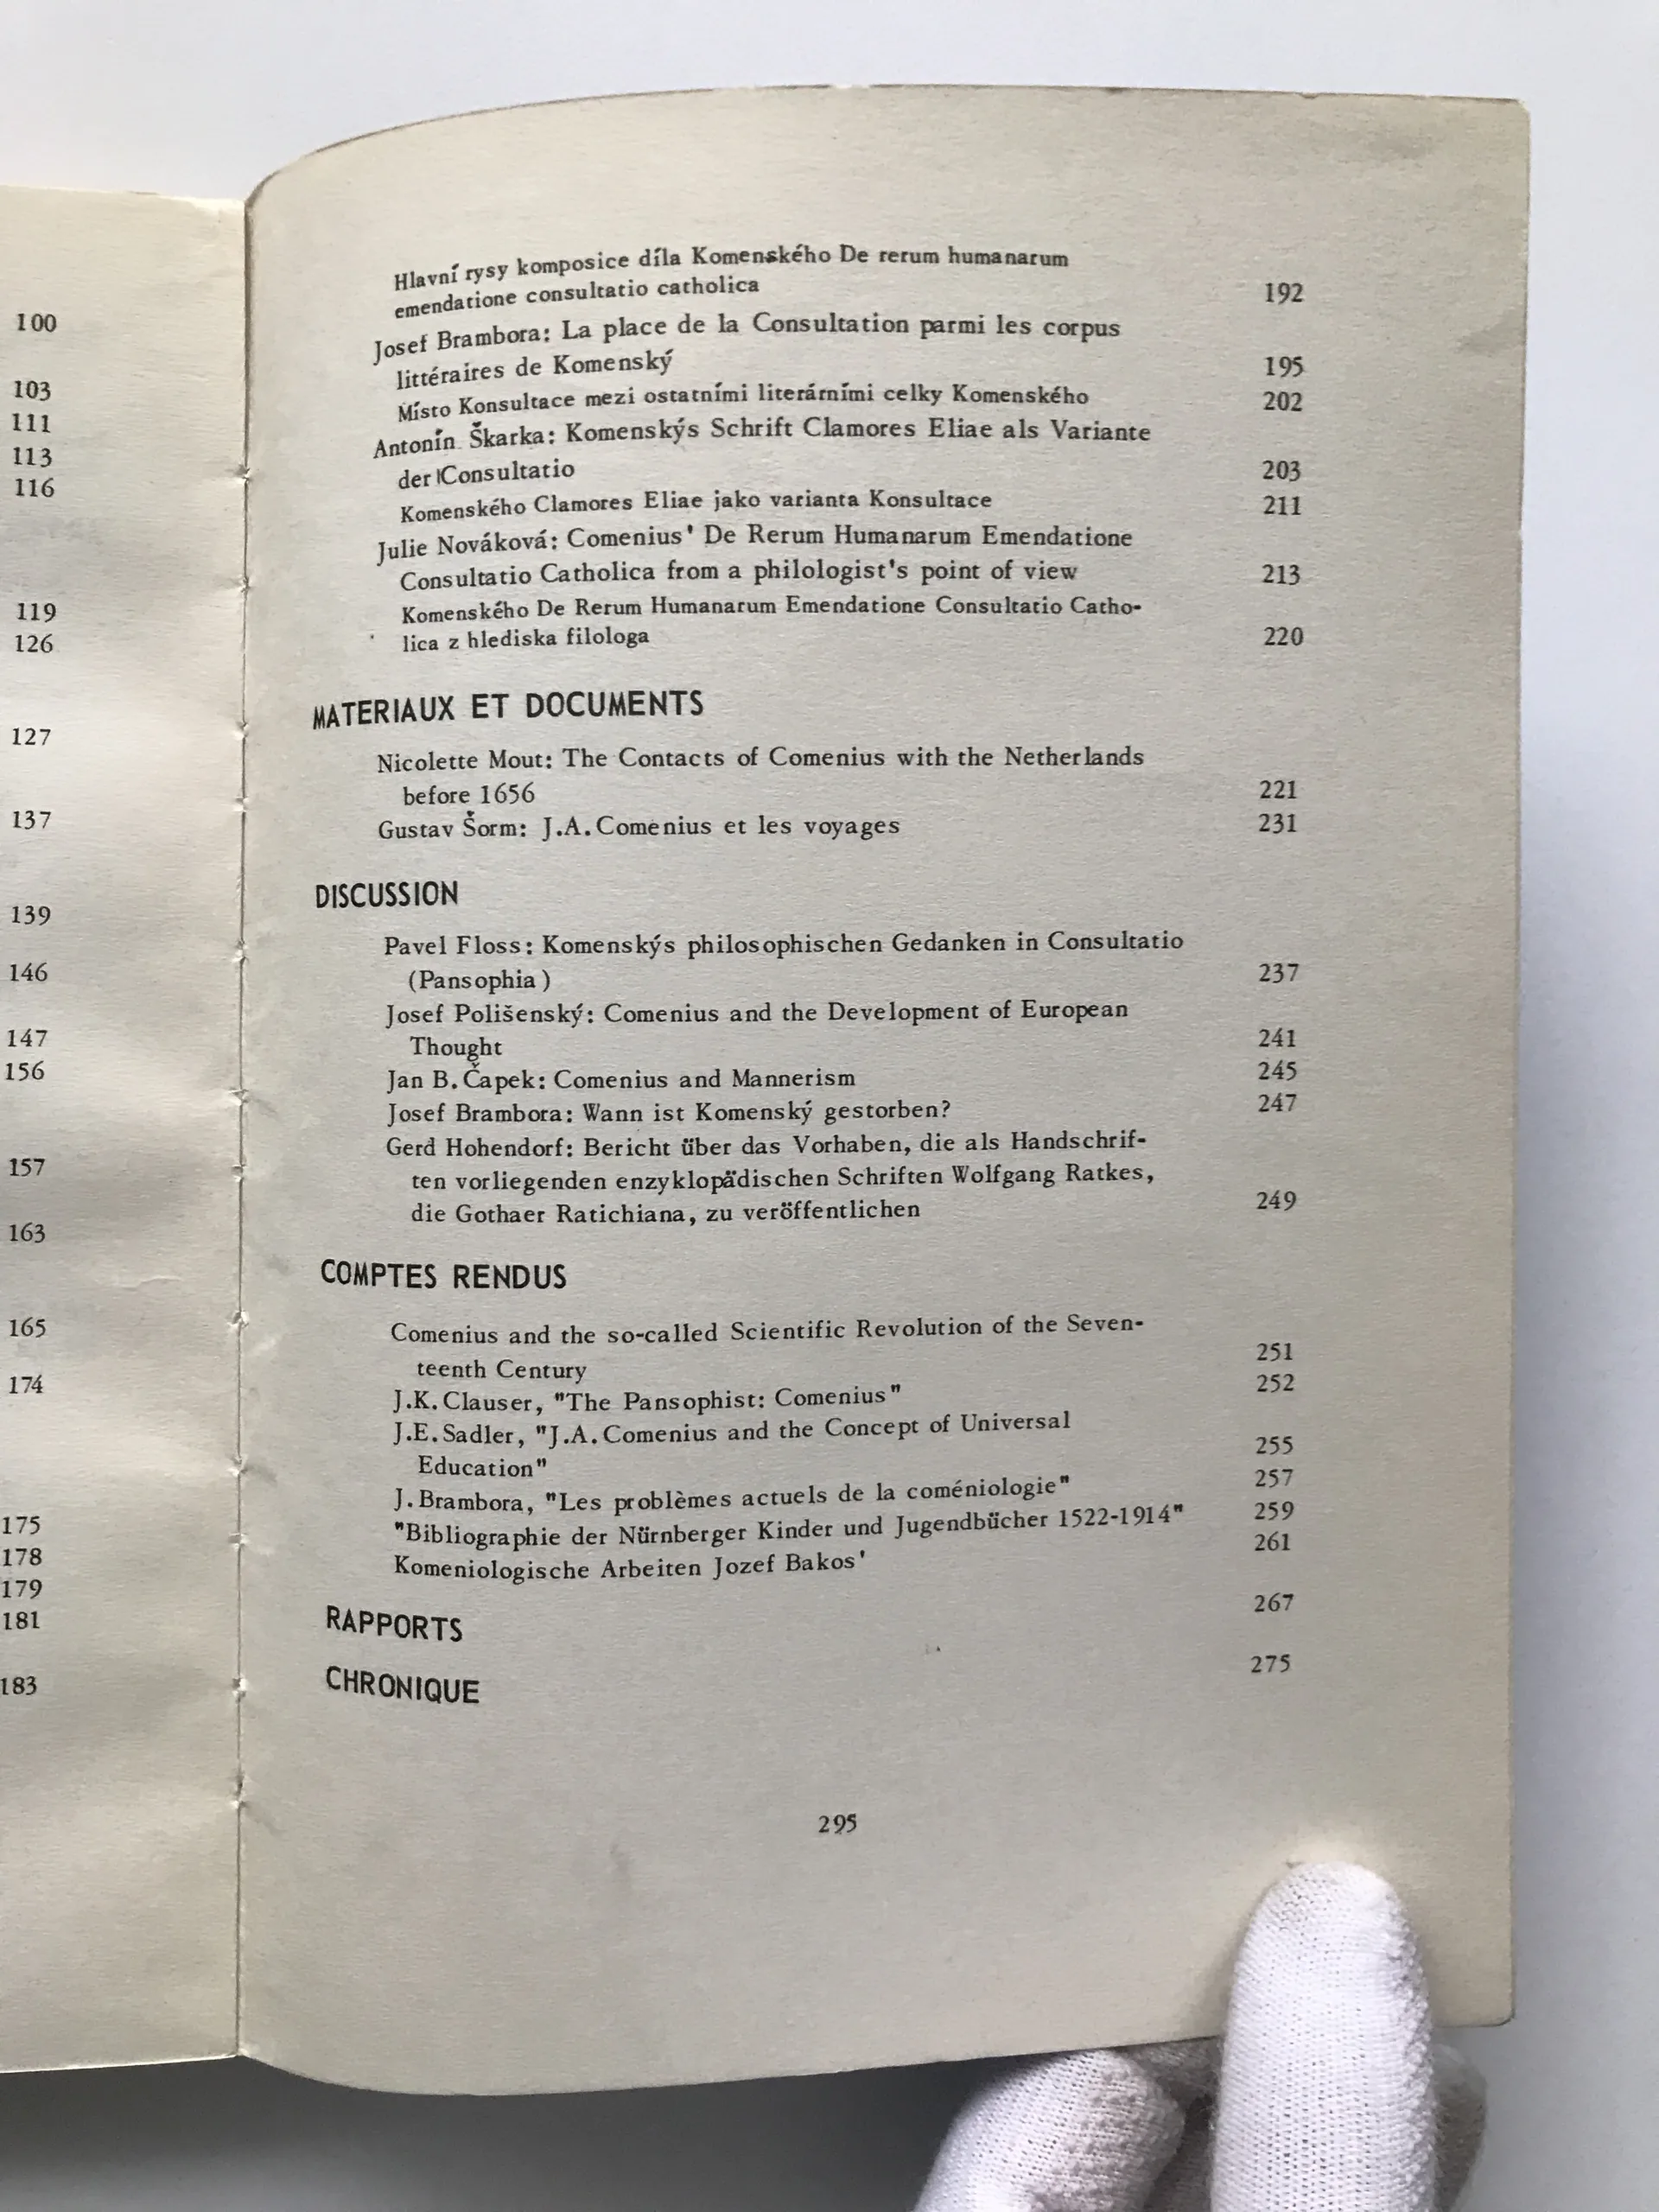 100
103
111
113
116
119
126
127
137
139
146
147
156
157
163
165
174
175
178
179
181
183
Hlavní rysy komposice díla Komenského De rerum humanarum
emendatione consultatio catholica 192
Josef Brambora: La place de la Consultation parmi les corpus
littéraires de Komenský 195
Místo Konsultace mezi ostatními literárními celky Komenského 202
Antonín Škarka: Komenskýs Schrift Clamores Eliae als Variante
der Consultatio 203
Komenského Clamores Eliae jako varianta Konsultace 211
Julie Nováková: Comenius' De Rerum Humanarum Emendatione
Consultatio Catholica from a philologist's point of view 213
Komenského De Rerum Humanarum Emendatione Consultatio Catho-
lica z hlediska filologa 220
MATERIAUX ET DOCUMENTS
Nicolette Mout: The Contacts of Comenius with the Netherlands
before 1656 221
Gustav Šorm: J.A.Comenius et les voyages 231
DISCUSSION
Pavel Floss: Komenskýs philosophischen Gedanken in Consultatio
(Pansophia) 237
Josef Polišenský: Comenius and the Development of European
Thought 241
Jan B.Čapek: Comenius and Mannerism 245
Josef Brambora: Wann ist Komenský gestorben? 247
Gerd Hohendorf: Bericht über das Vorhaben, die als Handschrif-
ten vorliegenden enzyklopädischen Schriften Wolfgang Ratkes,
die Gothaer Ratichiana, zu veröffentlichen 249
COMPTES RENDUS
Comenius and the so-called Scientific Revolution of the Seven-
teenth Century 251
J.K.Clauser, "The Pansophist: Comenius" 252
J.E.Sadler, "J.A.Comenius and the Concept of Universal
Education" 255
J.Brambora, "Les problèmes actuels de la coméniologie" 257
"Bibliographie der Nürnberger Kinder und Jugendbücher 1522-1914" 259
Komeniologische Arbeiten Jozef Bakos' 261
RAPPORTS 267
CHRONIQUE 275
295